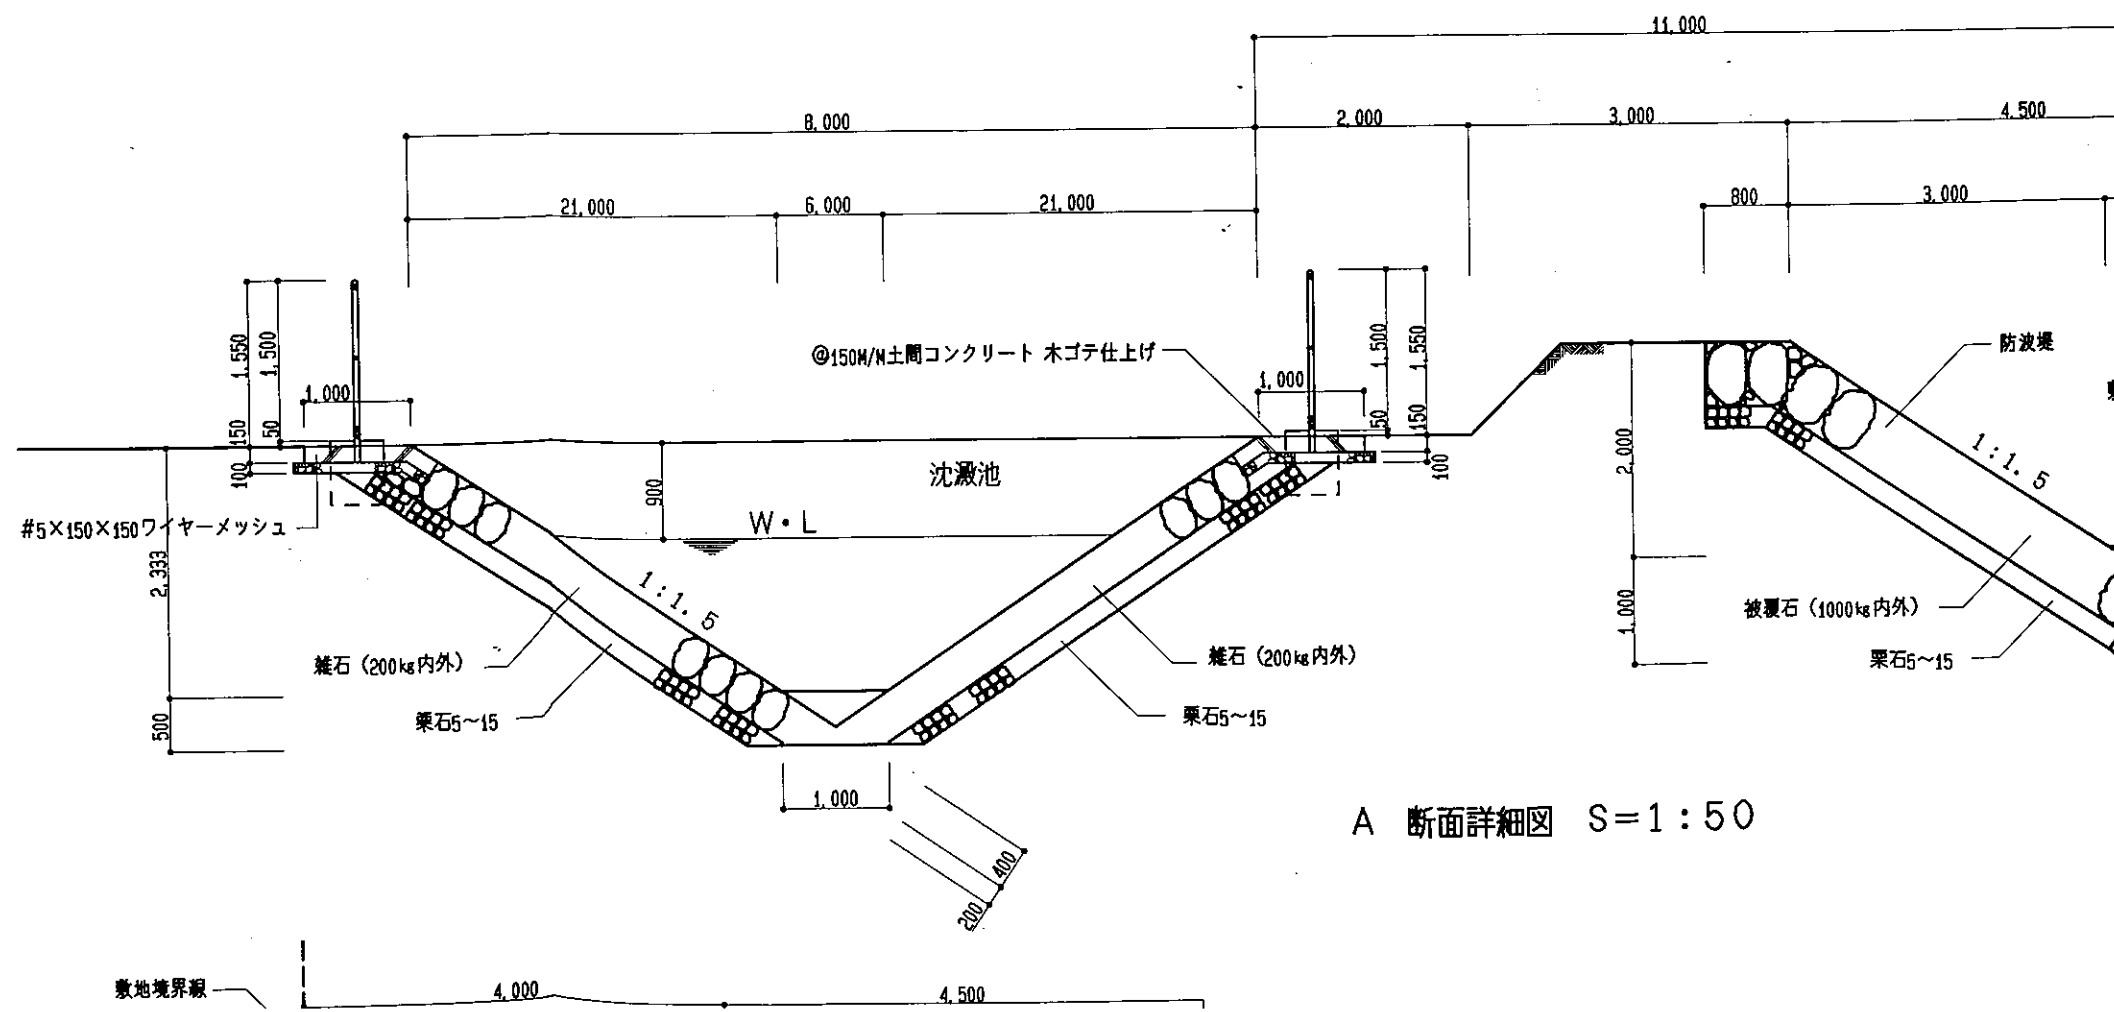 11,000
8,000
2,000
3,000
4,500
21,000
6,000
21,000
800
3,000
1,550
1,500
1,000
150
50
100
@150M/M土間コンクリート 木ゴテ仕上げ
1,000
1,500
1,550
50
150
100
防波堤
1:1.5
2,000
1,000
沈澱池
900
W・L
#5×150×150ワイヤーメッシュ
2,333
500
1:1.5
雑石(200kg内外)
栗石5~15
雑石(200kg内外)
栗石5~15
被覆石(1000kg内外)
栗石5~15
1,000
400
200
A 断面詳細図 S=1:50
敷地境界線
4,000
4,500